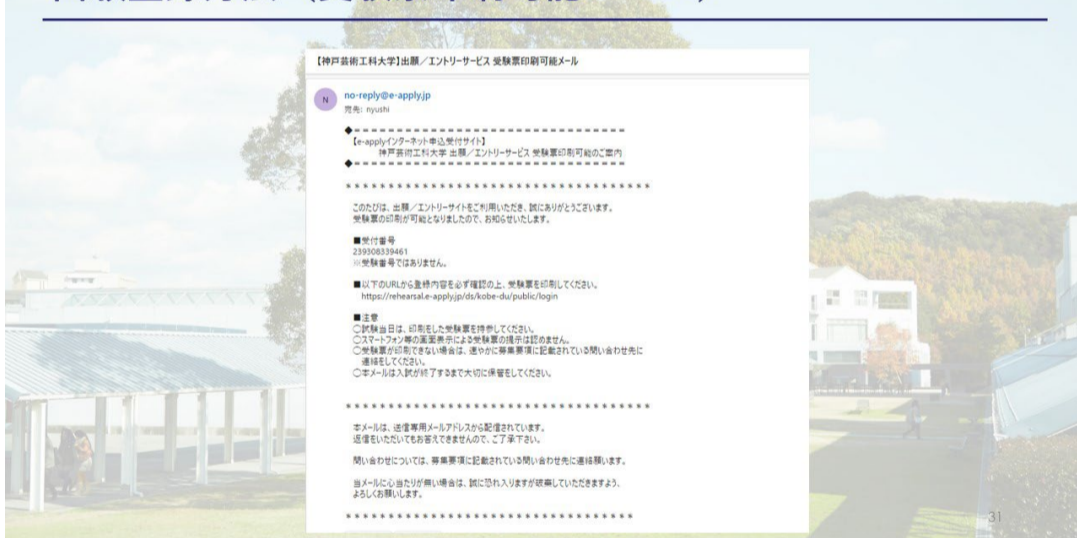 【神戸芸術工科大学】出願／エントリーサービス 受験票印刷可能メール
N
no-reply@e-apply.jp
宛先: nyushi
◆＝＝＝＝＝＝＝＝＝＝＝＝＝＝＝＝＝＝＝＝＝＝＝＝＝＝＝＝＝＝＝＝
【e-applyインターネット申込受付サイト】
神戸芸術工科大学 出願／エントリーサービス 受験票印刷可能のご案内
◆＝＝＝＝＝＝＝＝＝＝＝＝＝＝＝＝＝＝＝＝＝＝＝＝＝＝＝＝＝＝＝＝
＊＊＊＊＊＊＊＊＊＊＊＊＊＊＊＊＊＊＊＊＊＊＊＊＊＊＊＊＊＊＊＊＊＊＊＊
このたびは、出願／エントリーサイトをご利用いただき、誠にありがとうございます。
受験票の印刷が可能となりましたので、お知らせいたします。
■受付番号
239308339461
※受験番号ではありません。
■以下のURLから登録内容を必ず確認の上、受験票を印刷してください。
https://rehearsal.e-apply.jp/ds/kobe-du/public/login
■注意
○試験当日は、印刷をした受験票を持参してください。
○スマートフォン等の画面表示による受験票の提示は認めません。
○受験票が印刷できない場合は、速やかに募集要項に記載されている問い合わせ先に
連絡をしてください。
○本メールは入試が終了するまで大切に保管をしてください。
＊＊＊＊＊＊＊＊＊＊＊＊＊＊＊＊＊＊＊＊＊＊＊＊＊＊＊＊＊＊＊＊＊＊＊＊
本メールは、送信専用メールアドレスから配信されています。
返信をいただいてもお答えできませんので、ご了承下さい。
問い合わせについては、募集要項に記載されている問い合わせ先に連絡願います。
当メールに心当たりが無い場合は、誠に恐れ入りますが破棄していただきますよう、
よろしくお願いします。
＊＊＊＊＊＊＊＊＊＊＊＊＊＊＊＊＊＊＊＊＊＊＊＊＊＊＊＊＊＊＊＊＊＊
31